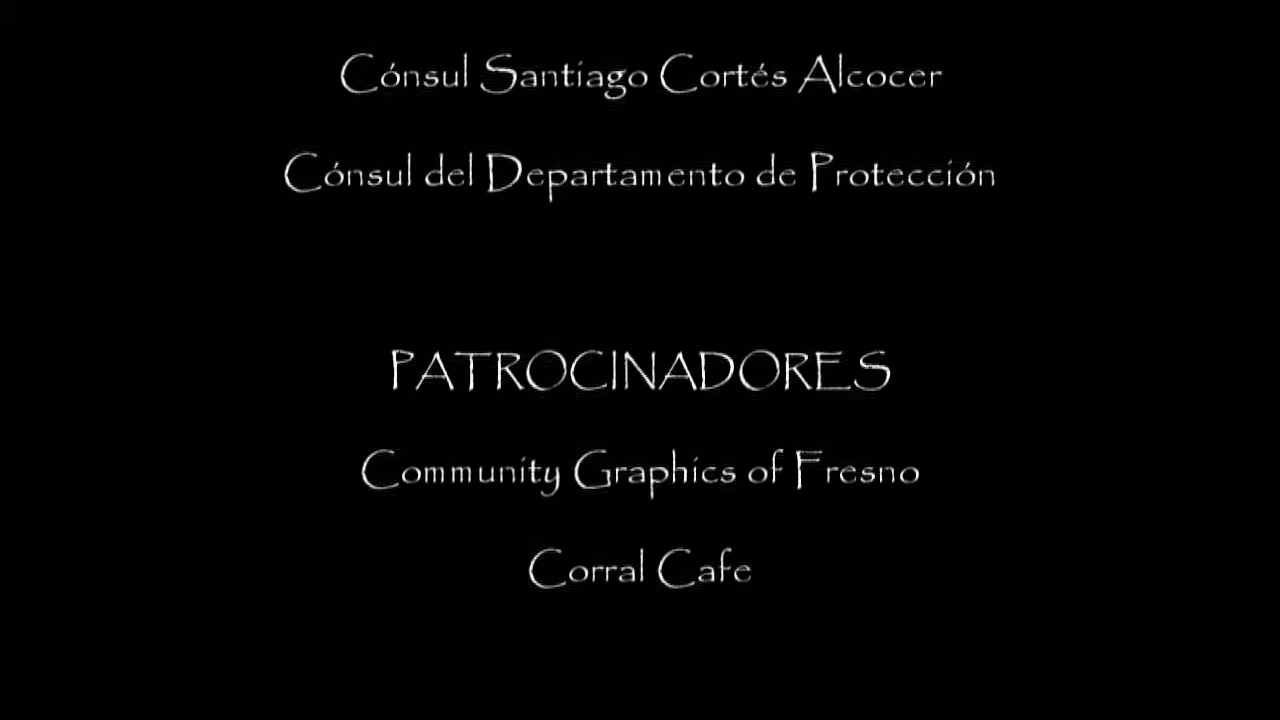 Cónsul Santiago Cortés Alcocer
Cónsul del Departamento de Protección
PATROCINADORES
Community Graphics of Fresno
Corral Cafe